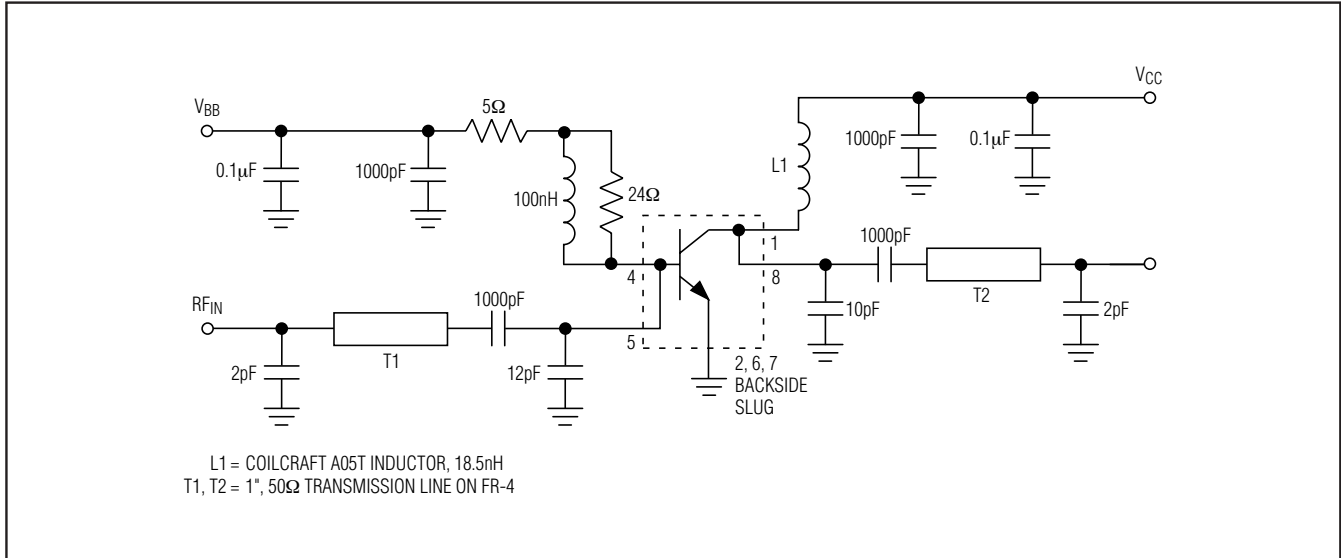 V_CC
V_BB
5Ω
0.1μF
1000pF
100nH
24Ω
L1
1000pF
0.1μF
1
4
8
1000pF
RF_IN
1000pF
5
10pF
T2
2pF
2pF
T1
12pF
2, 6, 7
BACKSIDE
SLUG
L1 = COILCRAFT A05T INDUCTOR, 18.5nH
T1, T2 = 1", 50Ω TRANSMISSION LINE ON FR-4